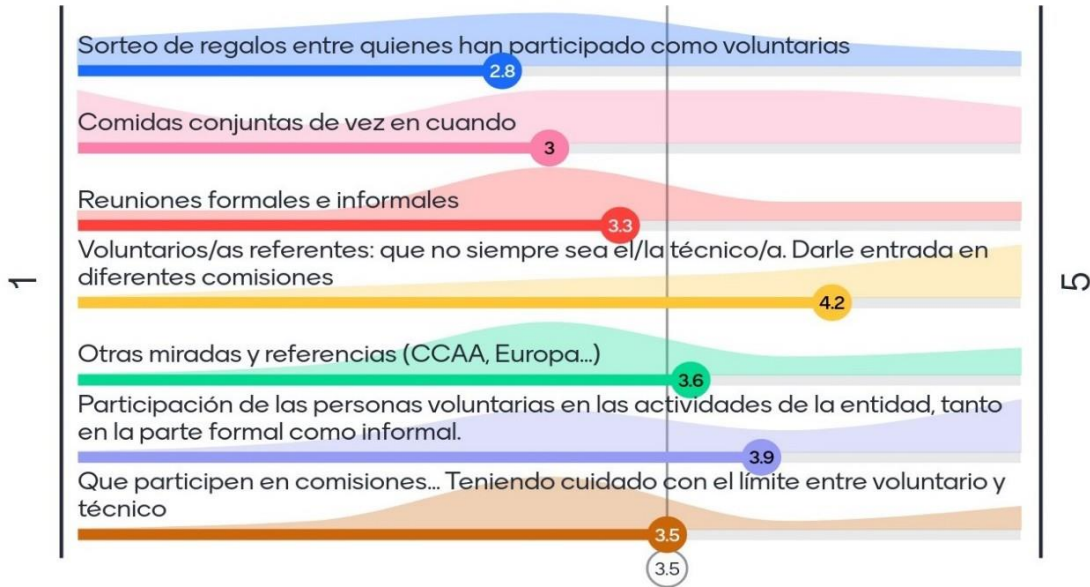 Sorteo de regalos entre quienes han participado como voluntarias
2.8
Comidas conjuntas de vez en cuando
3
Reuniones formales e informales
3.3
Voluntarios/as referentes: que no siempre sea el/la técnico/a. Darle entrada en
diferentes comisiones
4.2
1
5
Otras miradas y referencias (CCAA, Europa...)
3.6
Participación de las personas voluntarias en las actividades de la entidad, tanto
en la parte formal como informal.
3.9
Que participen en comisiones... Teniendo cuidado con el límite entre voluntario y
técnico
3.5
3.5